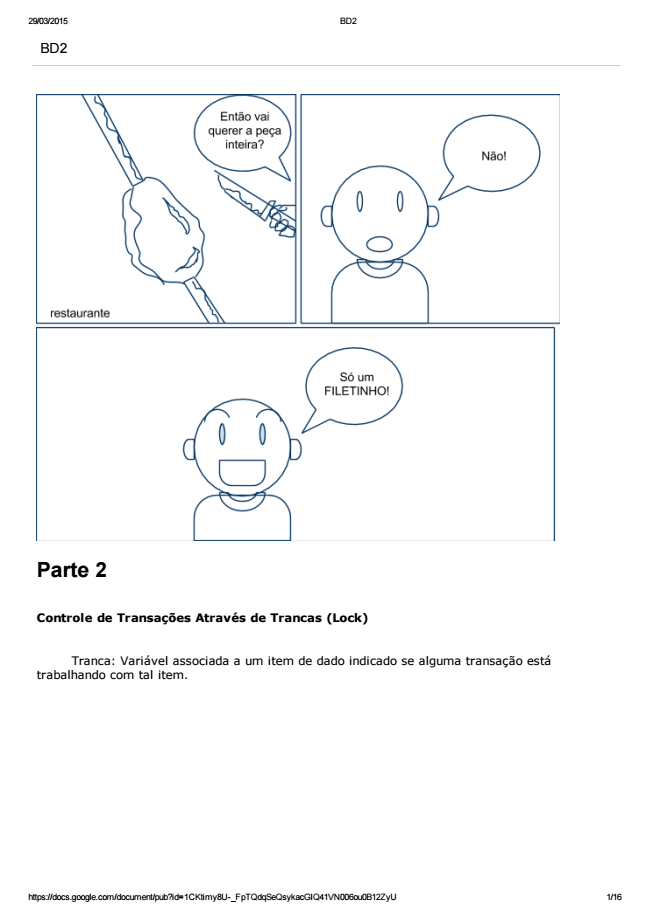 29/03/2015
BD2
BD2
Então vai
querer a peça
inteira?
restaurante
Não!
Só um
FILETINHO!
Parte 2
Controle de Transações Através de Trancas (Lock)
Tranca: Variável associada a um item de dado indicado se alguma transação está
trabalhando com tal item.
https://docs.google.com/document/pub?id=1CKtimy8U-_FpTQdqSeQsykacGIQ41VN006ou0B12ZyU
1/16